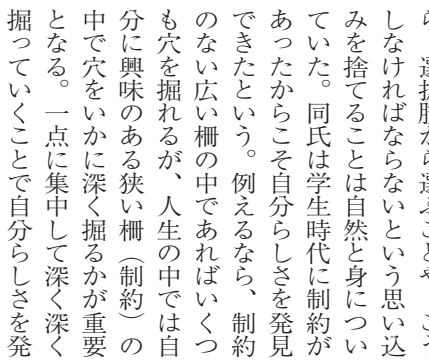 ら、選択肢から選ぶことや、こう
しなければならないという思い込
みを捨てることは自然と身につい
ていた。同氏は学生時代に制約が
あったからこそ自分らしさを発見
できたという。例えるなら、制約
のない広い柵の中であればいくつ
も穴を掘れるが、人生の中では自
分に興味のある狭い柵（制約）の
中で穴をいかに深く掘るかが重要
となる。一点に集中して深く深く
掘っていくことで自分らしさを発